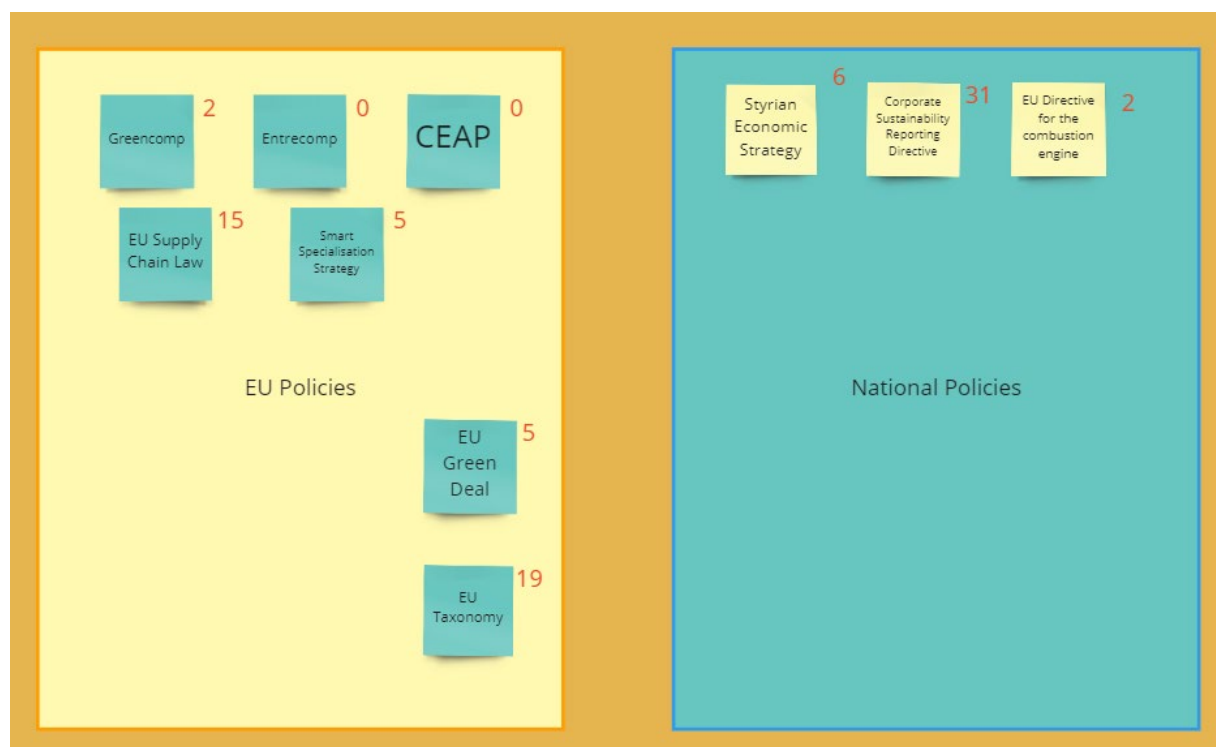 Greencomp
2
Entrecomp
0
CEAP
0
EU Supply
Chain Law
15
Smart
Specialisation
Strategy
5
EU Policies
EU
Green
Deal
5
EU
Taxonomy
19
Styrian
Economic
Strategy
6
Corporate
Sustainability
Reporting
Directive
31
EU Directive
for the
combustion
engine
2
National Policies